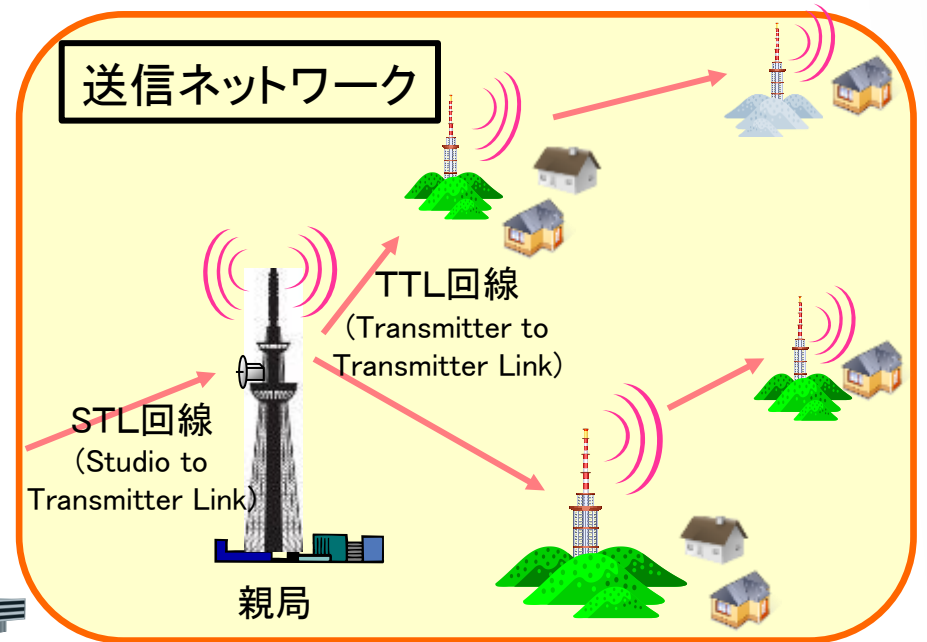 送信ネットワーク
TTL回線
(Transmitter to
Transmitter Link)
STL回線
(Studio to
Transmitter Link)
親局